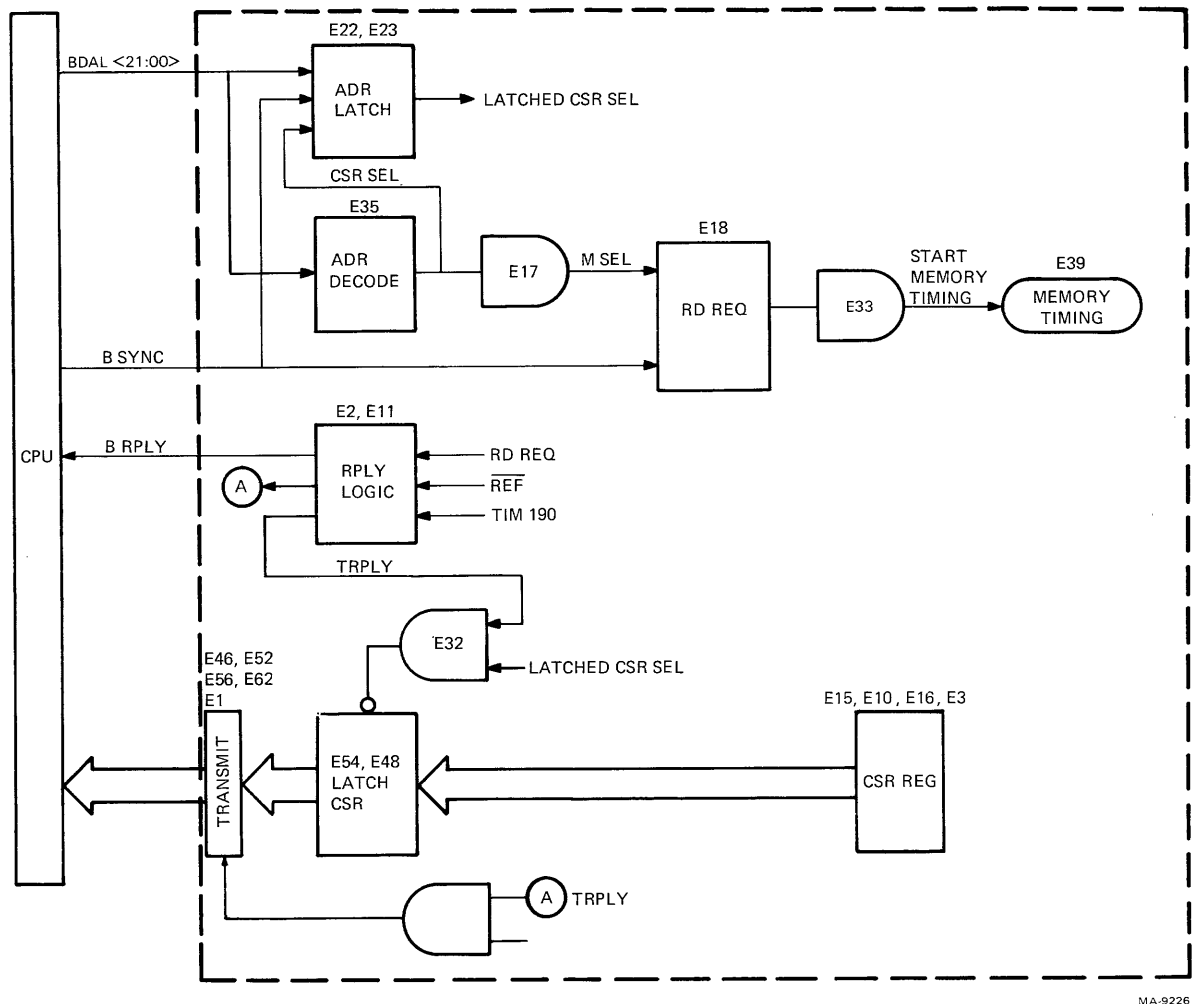 E22, E23
BDAL <21:00>
ADR
LATCH
LATCHED CSR SEL
CSR SEL
E35
ADR
DECODE
E17
M SEL
E18
RD REQ
E33
START
MEMORY
TIMING
E39
MEMORY
TIMING
B SYNC
E2, E11
CPU
B RPLY
RPLY
LOGIC
RD REQ
REF
TIM 190
A
TRPLY
E32
LATCHED CSR SEL
E46, E52
E56, E62
E1
TRANSMIT
E54, E48
LATCH
CSR
E15, E10, E16, E3
CSR REG
A
TRPLY
MA-9226